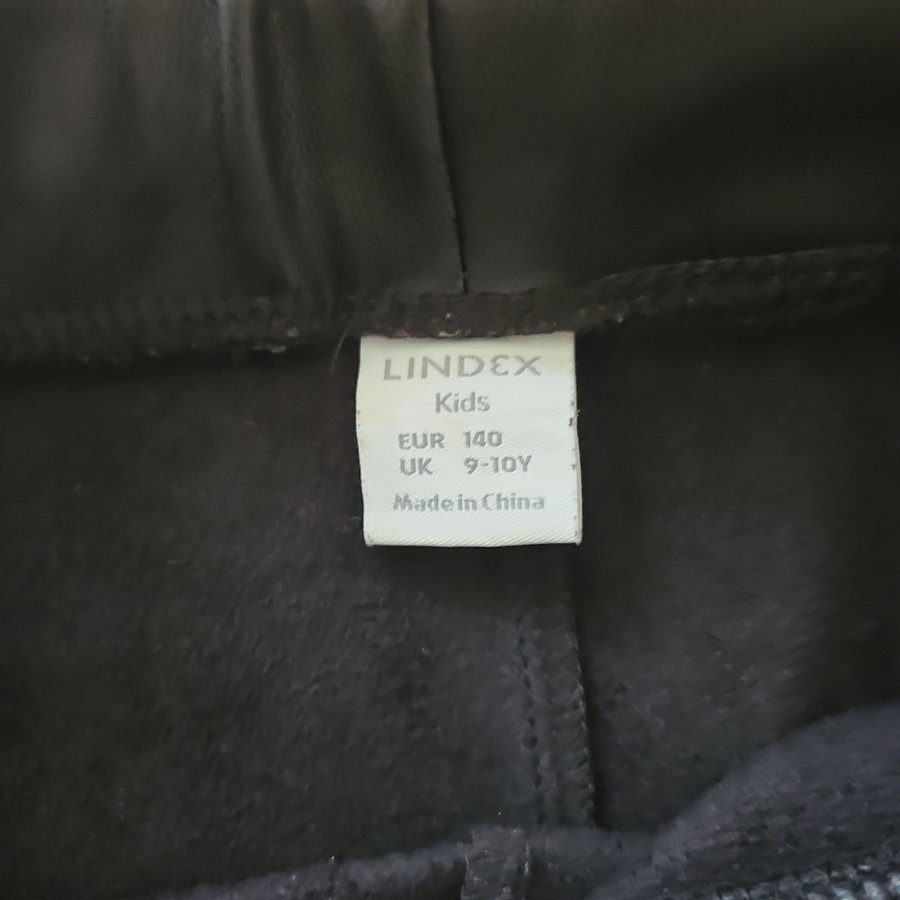 LINDEX
Kids
EUR 140
UK 9-10Y
Made in China